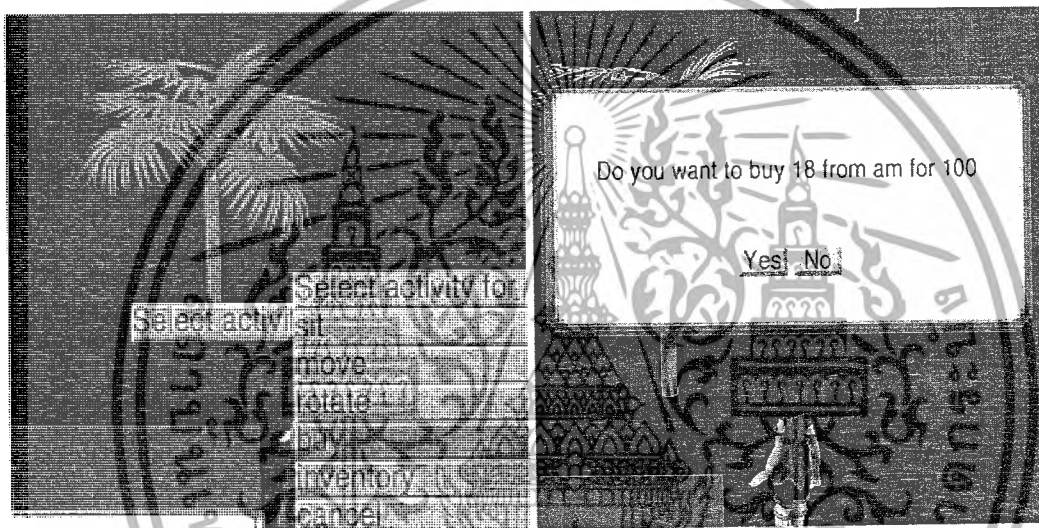 Select activity for
Select activi
sit
move
rotate
buy
inventory
cancel
Do you want to buy 18 from am for 100
Yes No